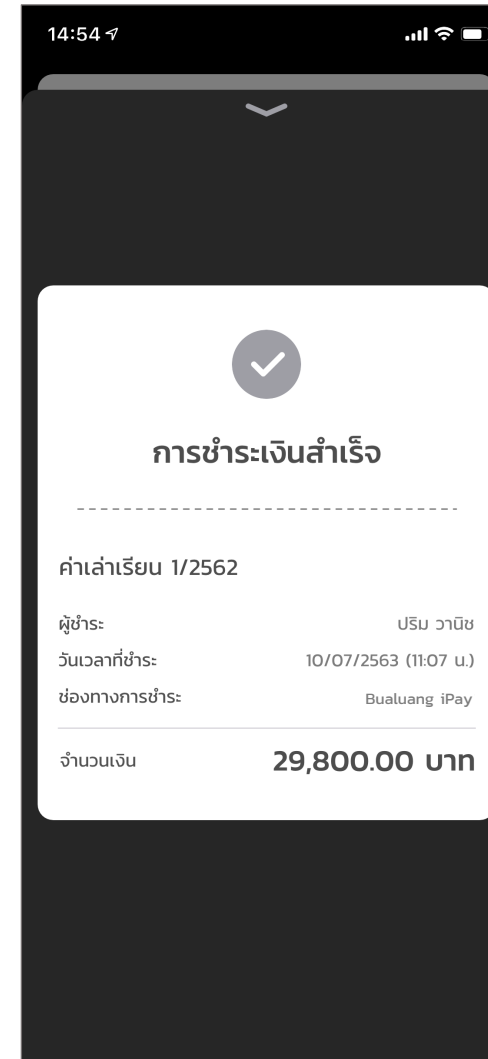 14:54
การชำระเงินสำเร็จ
ค่าเล่าเรียน 1/2562
ผู้ชำระ ปริม วานิช
วันเวลาที่ชำระ 10/07/2563 (11:07 น.)
ช่องทางการชำระ Bualuang iPay
จำนวนเงิน 29,800.00 บาท